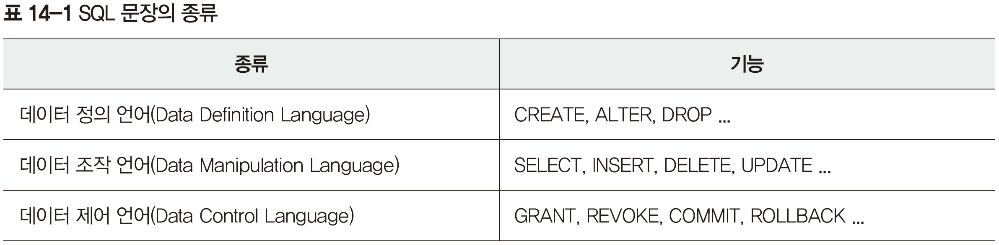 표 14-1 SQL 문장의 종류
종류 기능
데이터 정의 언어(Data Definition Language) CREATE, ALTER, DROP ...
데이터 조작 언어(Data Manipulation Language) SELECT, INSERT, DELETE, UPDATE ...
데이터 제어 언어(Data Control Language) GRANT, REVOKE, COMMIT, ROLLBACK ...